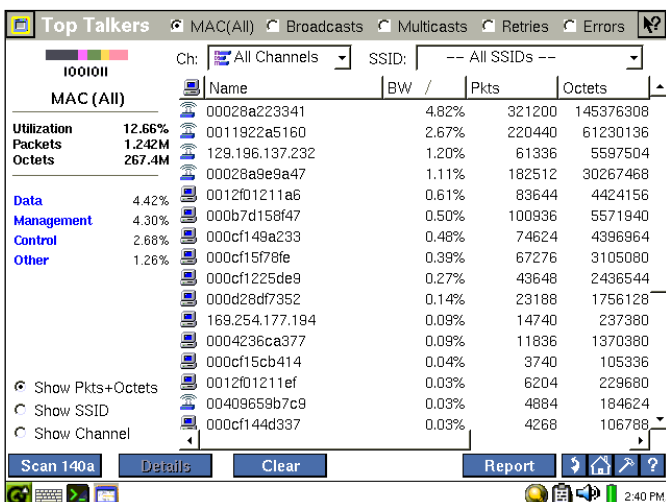 Top Talkers MAC(All) Broadcasts Multicasts Retries Errors ?
Ch: All Channels SSID: -- All SSIDs --
1001011
MAC (All)
Utilization 12.66%
Packets 1.242M
Octets 267.4M
Data 4.42%
Management 4.30%
Control 2.68%
Other 1.26%
Show Pkts+Octets
Show SSID
Show Channel
Name BW / Pkts Octets
00028a223341 4.82% 321200 145376308
0011922a5160 2.67% 220440 61230136
129.196.137.232 1.20% 61336 5597504
00028a9e9a47 1.11% 182512 30267468
0012f01211a6 0.61% 83644 4424156
000b7d158f47 0.50% 100936 5571940
000cf149a233 0.48% 74624 4396964
000cf15f78fe 0.39% 67276 3105080
000cf1225de9 0.27% 43648 2436544
000d28df7352 0.14% 23188 1756128
169.254.177.194 0.09% 14740 237380
0004236ca377 0.09% 11836 1370380
000cf15cb414 0.04% 3740 105336
0012f01211ef 0.03% 6204 229680
00409659b7c9 0.03% 4884 184624
000cf144d337 0.03% 4268 106788
Scan 140a Details Clear Report ?
2:40 PM